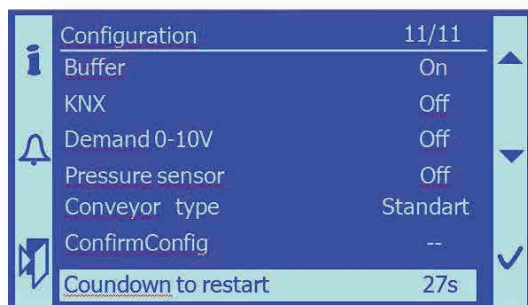 Configuration 11/11
Buffer On
KNX Off
Demand 0-10V Off
Pressure sensor Off
Conveyor type Standart
ConfirmConfig --
Coundown to restart 27s